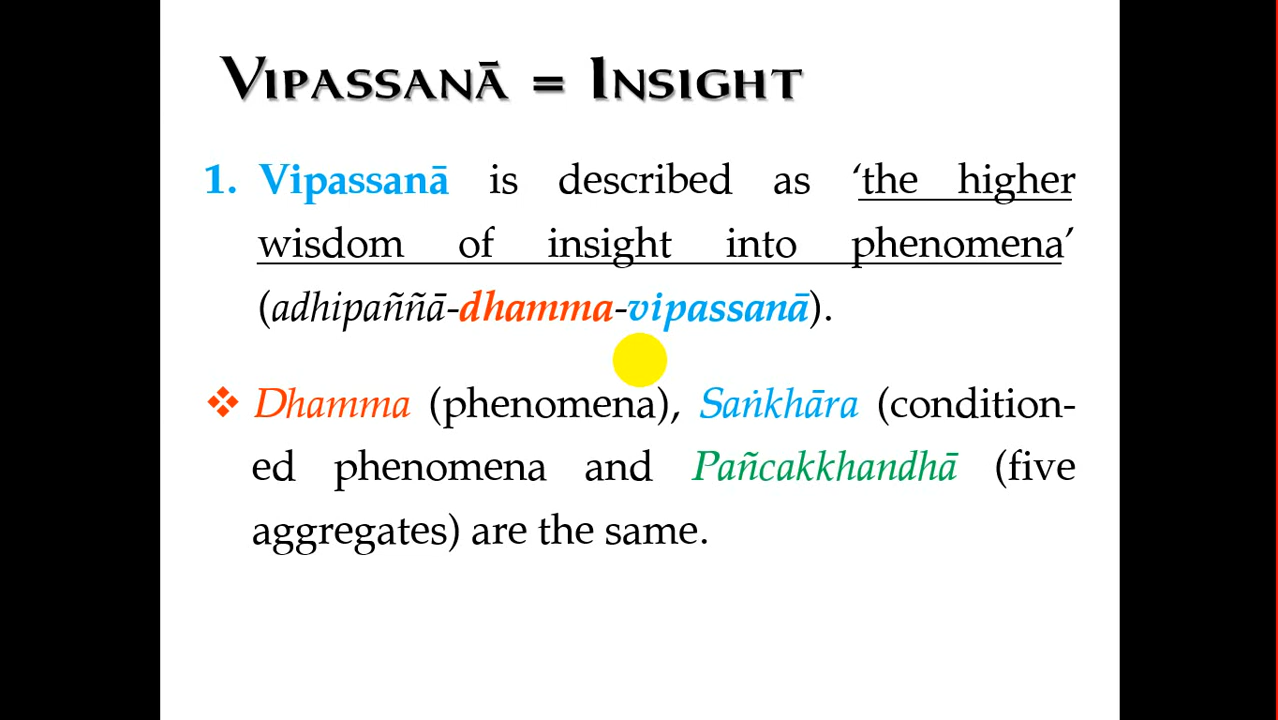 VIPASSANĀ = INSIGHT
1. Vipassanā is described as ‘the higher
wisdom of insight into phenomena’
(adhipaññā-dhamma-vipassanā).
❖ Dhamma (phenomena), Saṅkhāra (condition-
ed phenomena and Pañcakkhandhā (five
aggregates) are the same.